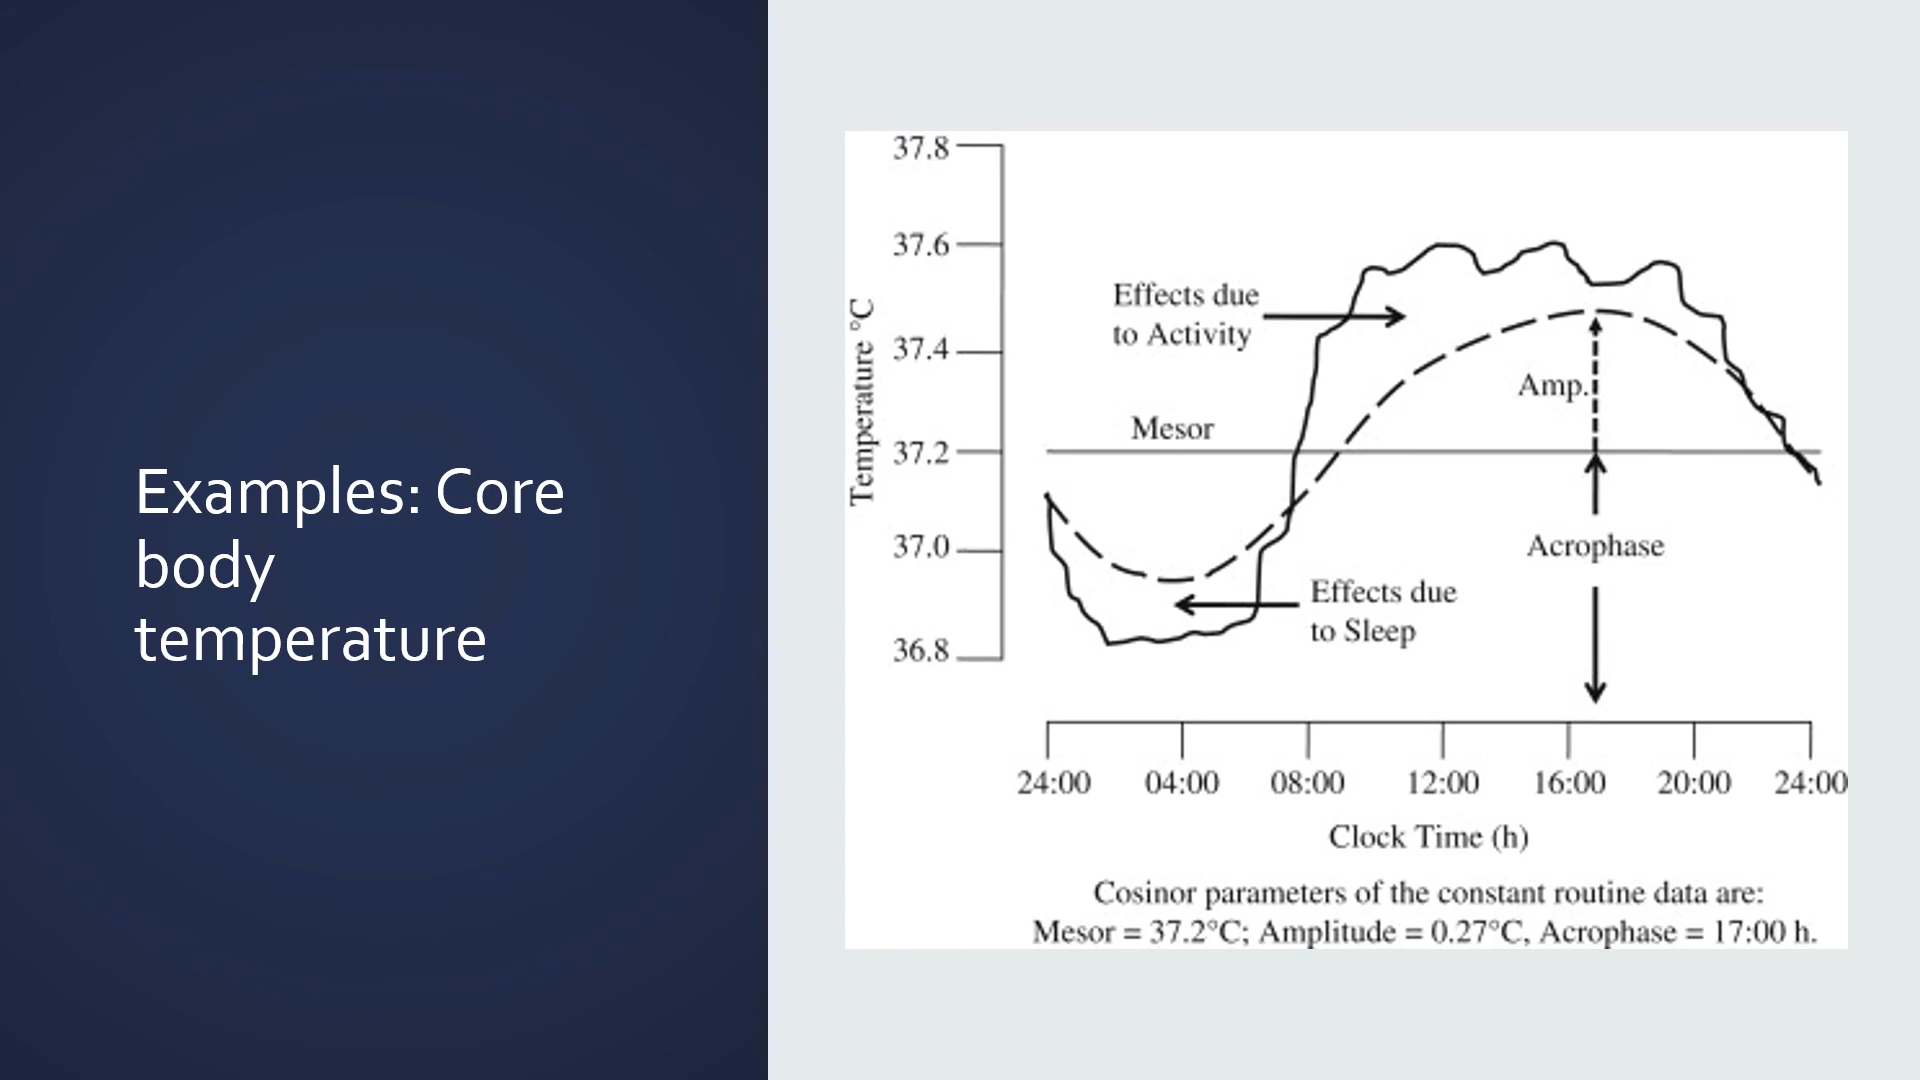 Examples: Core
body
temperature
37.8
37.6
37.4
37.2
37.0
36.8
Temperature °C
Effects due
to Activity
Mesor
Amp.
Acrophase
Effects due
to Sleep
24:00 04:00 08:00 12:00 16:00 20:00 24:00
Clock Time (h)
Cosinor parameters of the constant routine data are:
Mesor = 37.2°C; Amplitude = 0.27°C, Acrophase = 17:00 h.